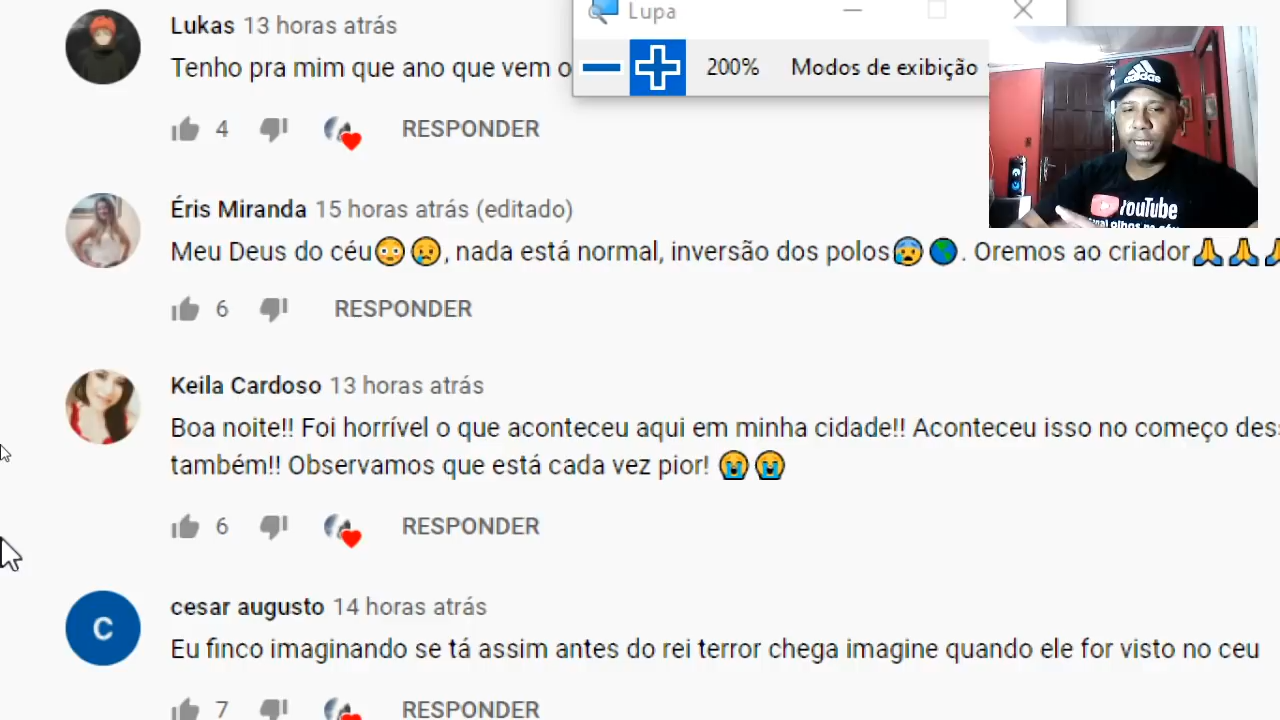 Lukas 13 horas atrás
Tenho pra mim que ano que vem o
4 RESPONDER
Lupa
200% Modos de exibição
adidas
YouTube
Éris Miranda 15 horas atrás (editado)
Meu Deus do céu😳😢, nada está normal, inversão dos polos😰🌎. Oremos ao criador🙏🙏🙏
6 RESPONDER
Keila Cardoso 13 horas atrás
Boa noite!! Foi horrível o que aconteceu aqui em minha cidade!! Aconteceu isso no começo des
também!! Observamos que está cada vez pior! 😭😭
6 RESPONDER
C
cesar augusto 14 horas atrás
Eu finco imaginando se tá assim antes do rei terror chega imagine quando ele for visto no ceu
7 RESPONDER